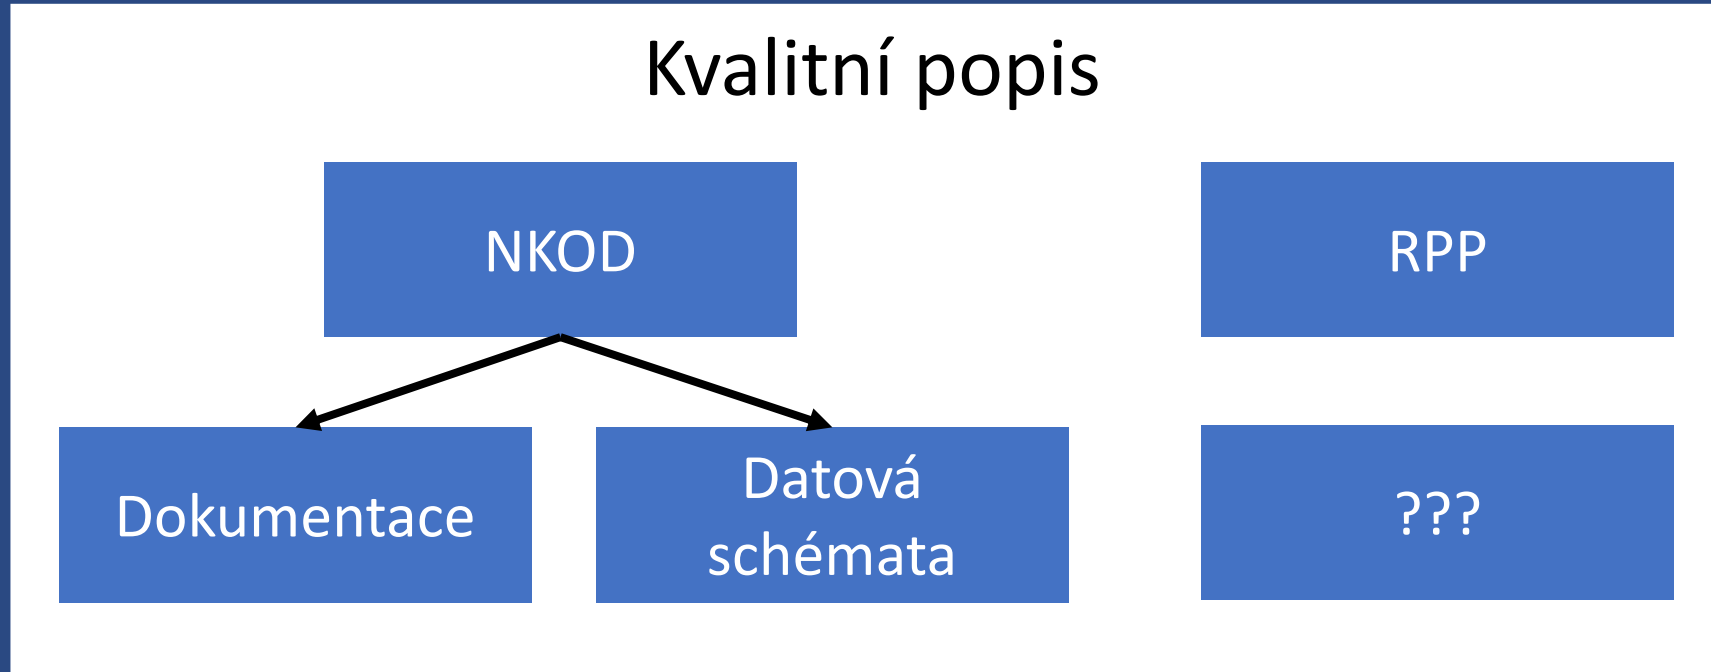 Kvalitní popis
NKOD
RPP
Dokumentace
Datová
schémata
???